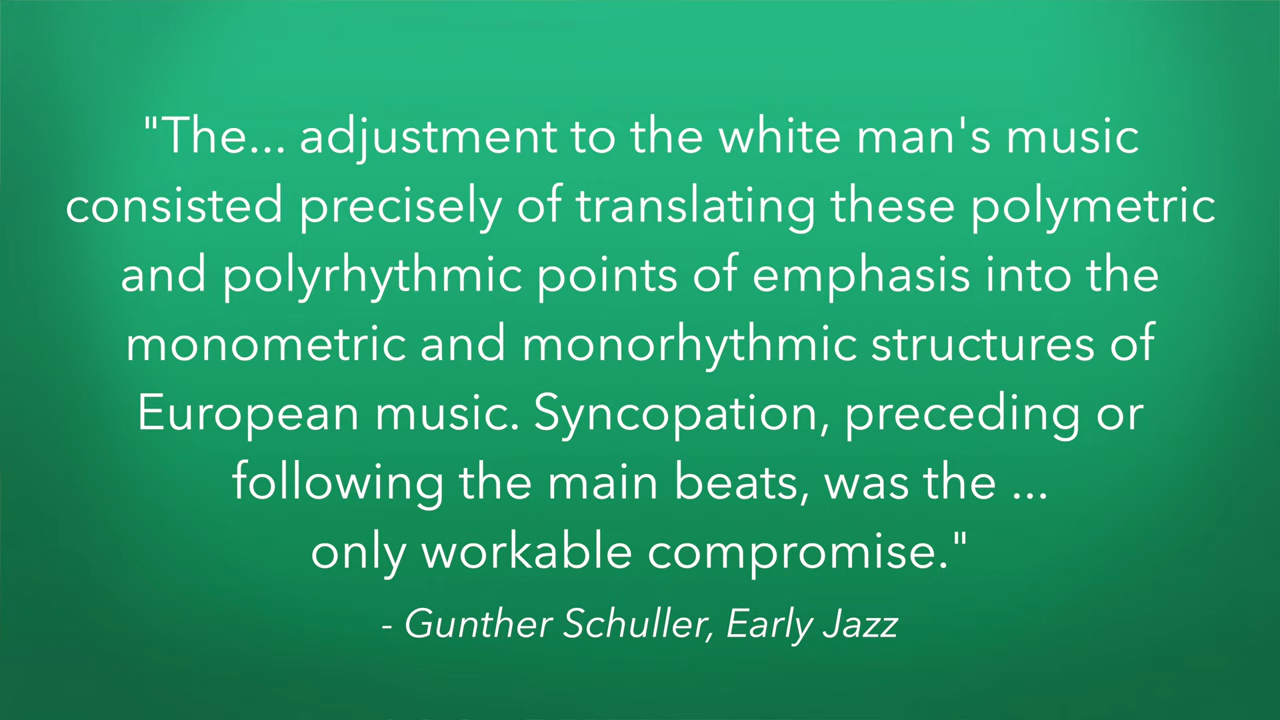 "The... adjustment to the white man's music
consisted precisely of translating these polymetric
and polyrhythmic points of emphasis into the
monometric and monorhythmic structures of
European music. Syncopation, preceding or
following the main beats, was the ...
only workable compromise."
- Gunther Schuller, Early Jazz